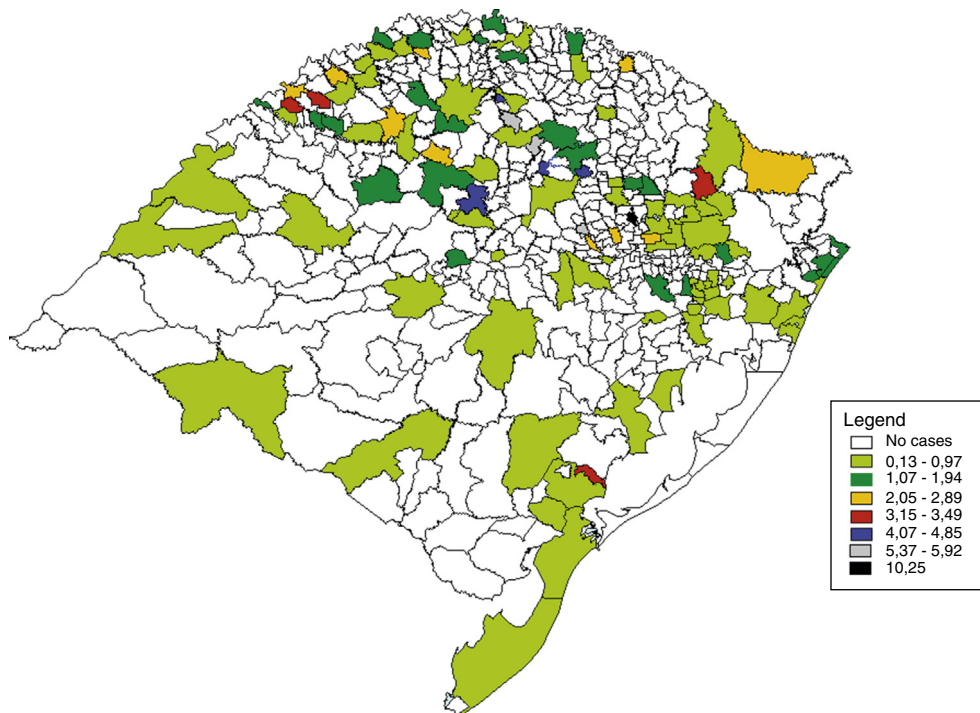 Legend
No cases
0,13 - 0,97
1,07 - 1,94
2,05 - 2,89
3,15 - 3,49
4,07 - 4,85
5,37 - 5,92
10,25